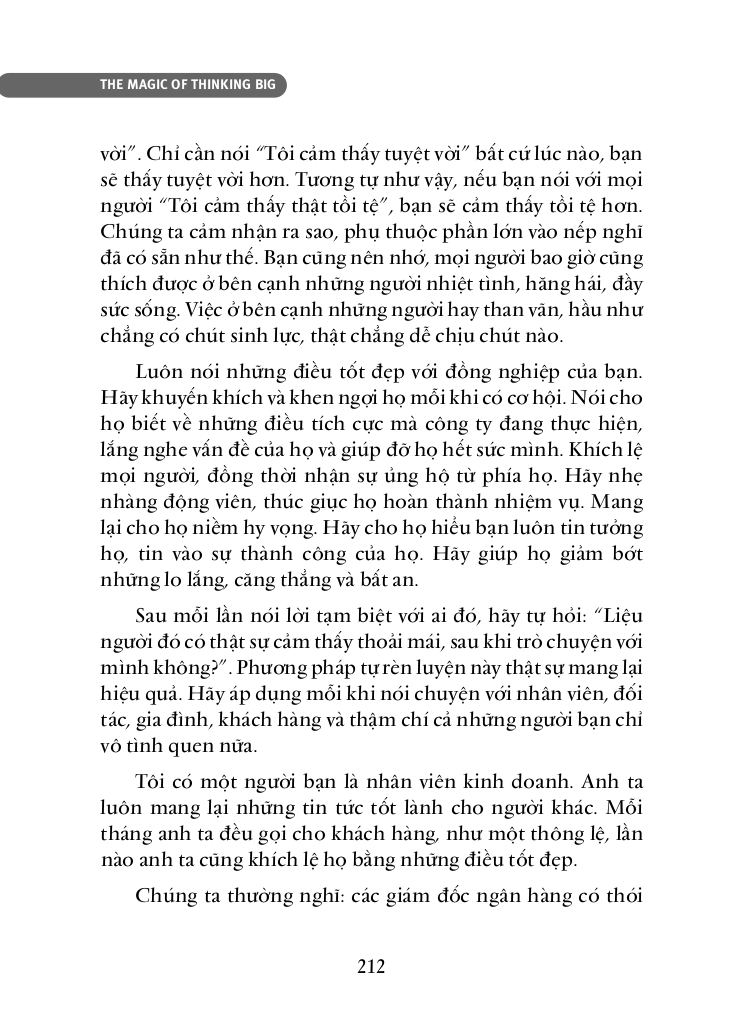 THE MAGIC OF THINKING BIG
vời”. Chỉ cần nói “Tôi cảm thấy tuyệt vời” bất cứ lúc nào, bạn
sẽ thấy tuyệt vời hơn. Tương tự như vậy, nếu bạn nói với mọi
người “Tôi cảm thấy thật tồi tệ”, bạn sẽ cảm thấy tồi tệ hơn.
Chúng ta cảm nhận ra sao, phụ thuộc phần lớn vào nếp nghĩ
đã có sẵn như thế. Bạn cũng nên nhớ, mọi người bao giờ cũng
thích được ở bên cạnh những người nhiệt tình, hăng hái, đầy
sức sống. Việc ở bên cạnh những người hay than vãn, hầu như
chẳng có chút sinh lực, thật chẳng dễ chịu chút nào.
Luôn nói những điều tốt đẹp với đồng nghiệp của bạn.
Hãy khuyến khích và khen ngợi họ mỗi khi có cơ hội. Nói cho
họ biết về những điều tích cực mà công ty đang thực hiện,
lắng nghe vấn đề của họ và giúp đỡ họ hết sức mình. Khích lệ
mọi người, đồng thời nhận sự ủng hộ từ phía họ. Hãy nhẹ
nhàng động viên, thúc giục họ hoàn thành nhiệm vụ. Mang
lại cho họ niềm hy vọng. Hãy cho họ hiểu bạn luôn tin tưởng
họ, tin vào sự thành công của họ. Hãy giúp họ giảm bớt
những lo lắng, căng thẳng và bất an.
Sau mỗi lần nói lời tạm biệt với ai đó, hãy tự hỏi: “Liệu
người đó có thật sự cảm thấy thoải mái, sau khi trò chuyện với
mình không?”. Phương pháp tự rèn luyện này thật sự mang lại
hiệu quả. Hãy áp dụng mỗi khi nói chuyện với nhân viên, đối
tác, gia đình, khách hàng và thậm chí cả những người bạn chỉ
vô tình quen nữa.
Tôi có một người bạn là nhân viên kinh doanh. Anh ta
luôn mang lại những tin tức tốt lành cho người khác. Mỗi
tháng anh ta đều gọi cho khách hàng, như một thông lệ, lần
nào anh ta cũng khích lệ họ bằng những điều tốt đẹp.
Chúng ta thường nghĩ: các giám đốc ngân hàng có thói
212